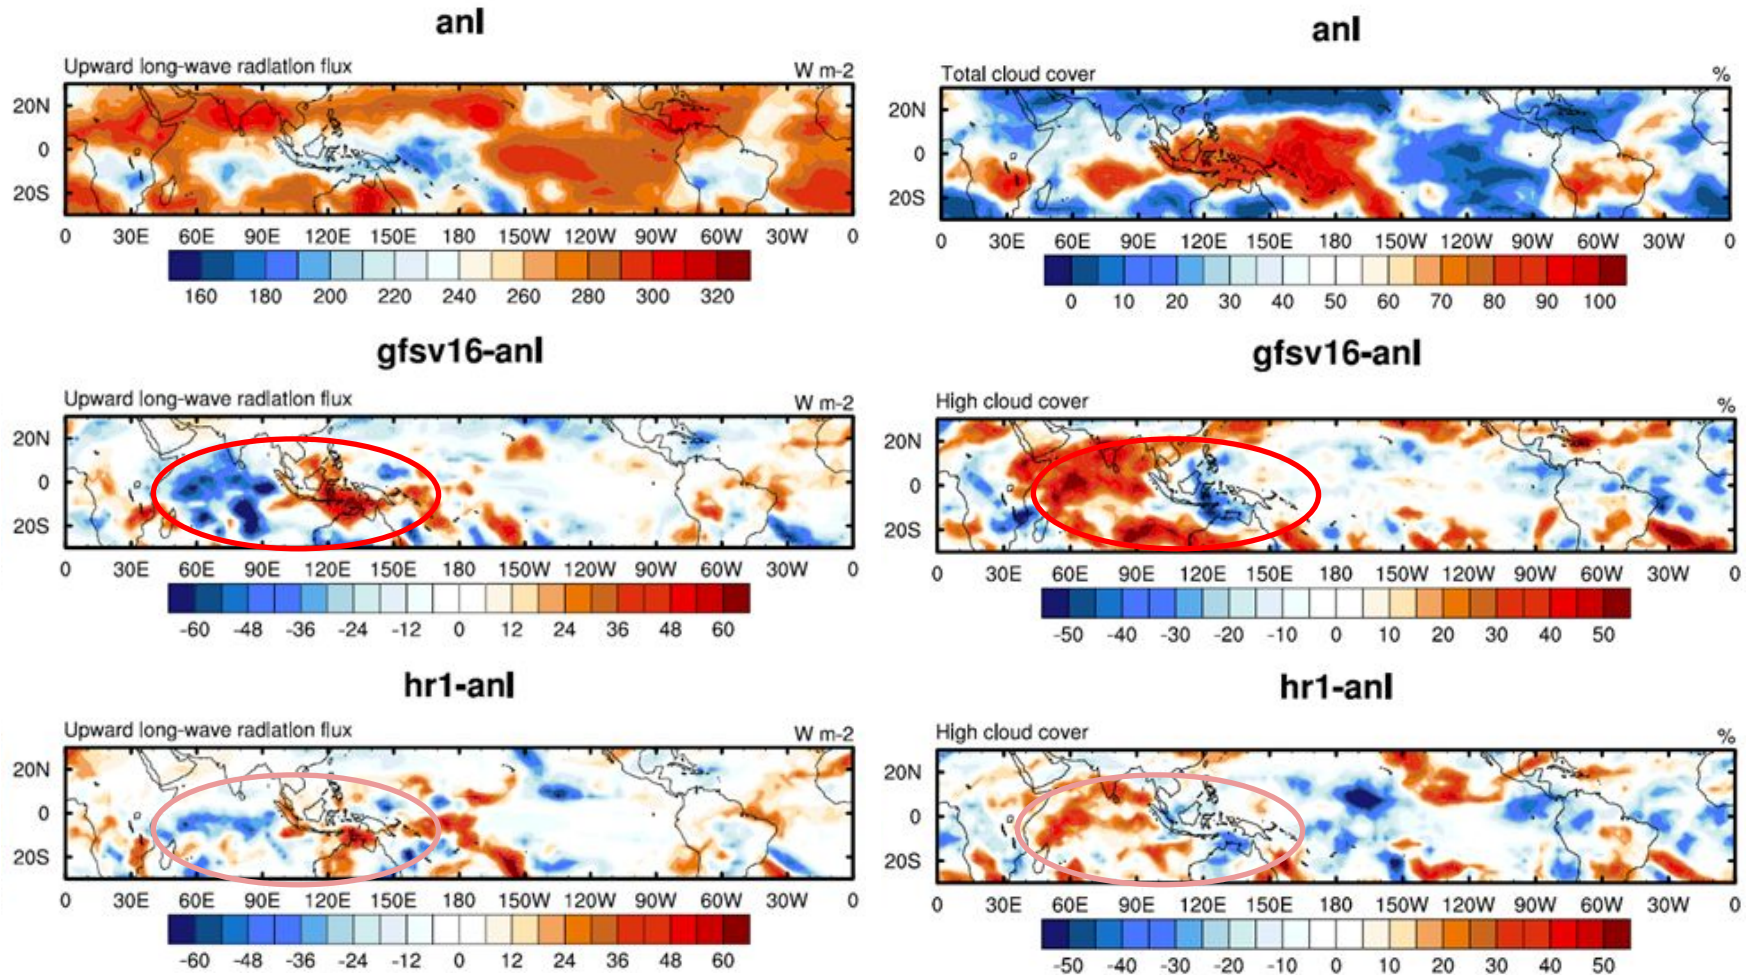 anl
Upward long-wave radiation flux W m-2
20N
0
20S
0 30E 60E 90E 120E 150E 180 150W 120W 90W 60W 30W 0
160 180 200 220 240 260 280 300 320
anl
Total cloud cover %
20N
0
20S
0 30E 60E 90E 120E 150E 180 150W 120W 90W 60W 30W 0
0 10 20 30 40 50 60 70 80 90 100
gfsv16-anl
Upward long-wave radiation flux W m-2
20N
0
20S
0 30E 60E 90E 120E 150E 180 150W 120W 90W 60W 30W 0
-60 -48 -36 -24 -12 0 12 24 36 48 60
gfsv16-anl
High cloud cover %
20N
0
20S
0 30E 60E 90E 120E 150E 180 150W 120W 90W 60W 30W 0
-50 -40 -30 -20 -10 0 10 20 30 40 50
hr1-anl
Upward long-wave radiation flux W m-2
20N
0
20S
0 30E 60E 90E 120E 150E 180 150W 120W 90W 60W 30W 0
-60 -48 -36 -24 -12 0 12 24 36 48 60
hr1-anl
High cloud cover %
20N
0
20S
0 30E 60E 90E 120E 150E 180 150W 120W 90W 60W 30W 0
-50 -40 -30 -20 -10 0 10 20 30 40 50